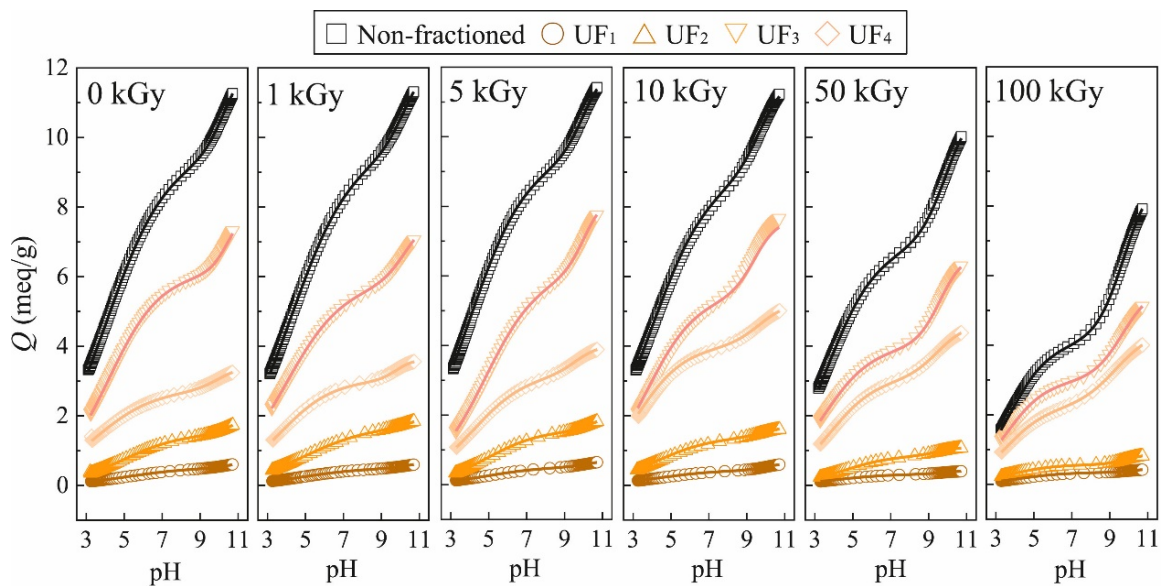 Non-fractioned UF₁ UF₂ UF₃ UF₄
0 kGy 1 kGy 5 kGy 10 kGy 50 kGy 100 kGy
12
10
8
6
4
2
0
Q (meq/g)
3 5 7 9 11 3 5 7 9 11 3 5 7 9 11 3 5 7 9 11 3 5 7 9 11 3 5 7 9 11
pH pH pH pH pH pH